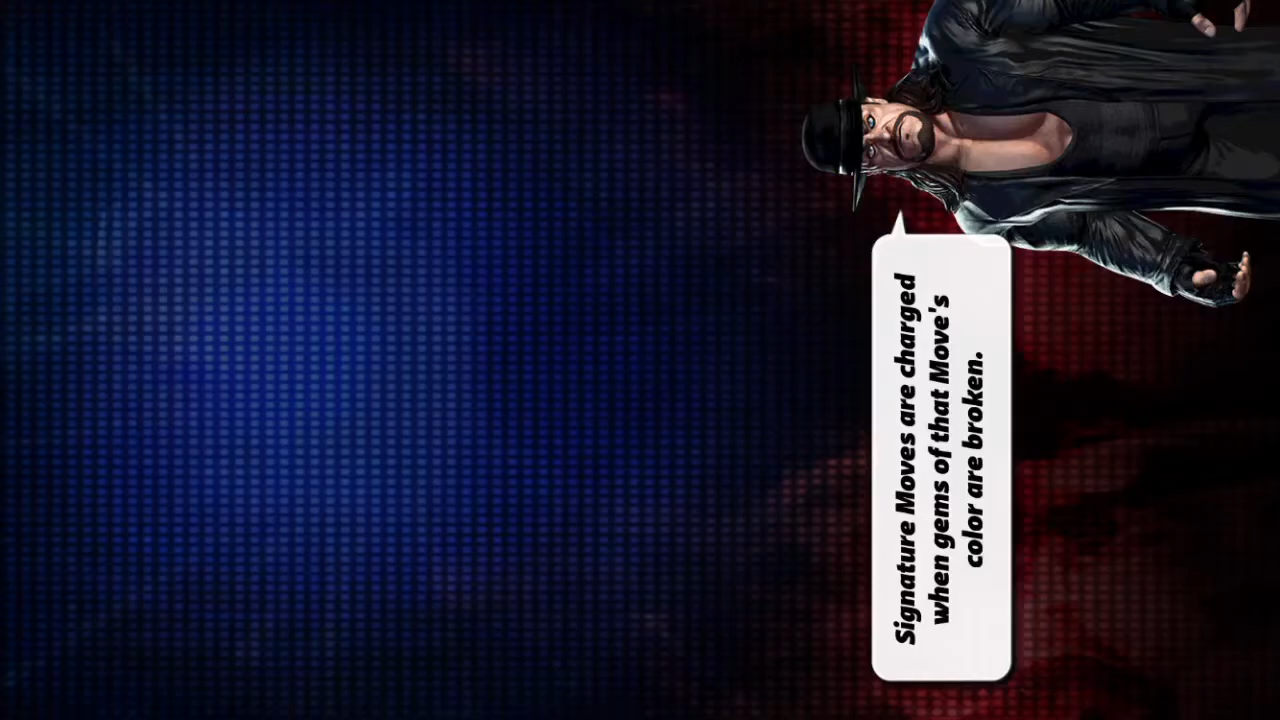 Signature Moves are charged
when gems of that Move's
color are broken.